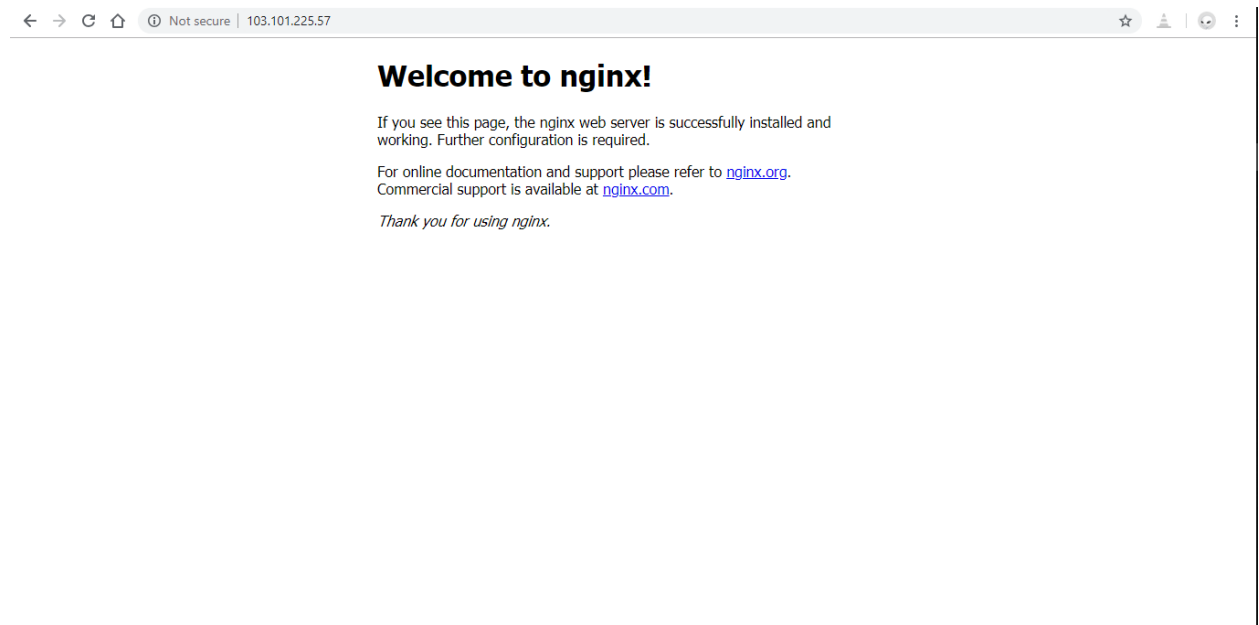 Not secure | 103.101.225.57
Welcome to nginx!
If you see this page, the nginx web server is successfully installed and
working. Further configuration is required.
For online documentation and support please refer to nginx.org.
Commercial support is available at nginx.com.
Thank you for using nginx.